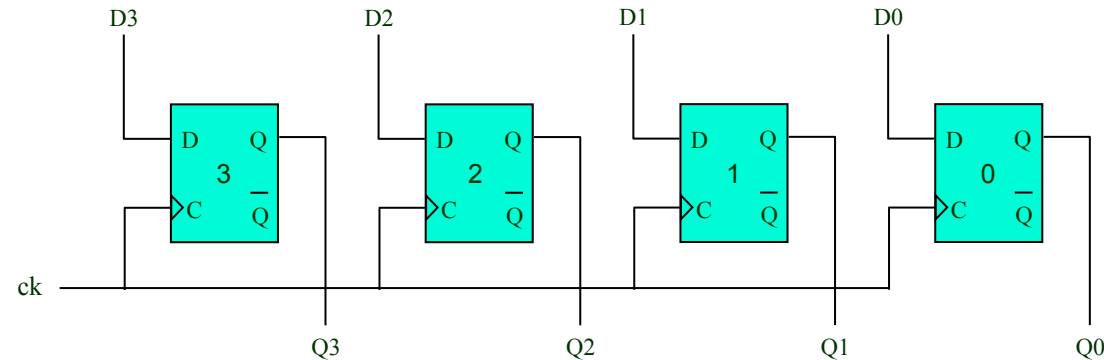 D3 D2 D1 D0
D Q D Q D Q D Q
3 2 1 0
C Q̅ C Q̅ C Q̅ C Q̅
ck
Q3 Q2 Q1 Q0